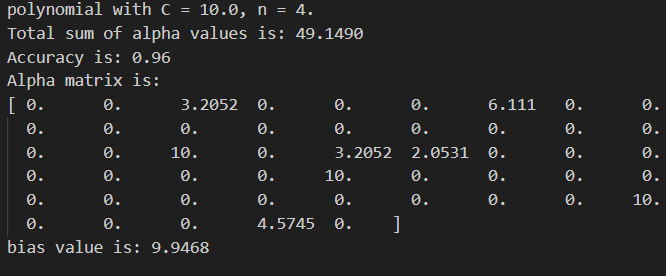 polynomial with C = 10.0, n = 4.
Total sum of alpha values is: 49.1490
Accuracy is: 0.96
Alpha matrix is:
[ 0. 0. 3.2052 0. 0. 0. 6.111 0. 0.
0. 0. 0. 0. 0. 0. 0. 0. 0.
0. 0. 10. 0. 3.2052 2.0531 0. 0. 0.
0. 0. 0. 0. 10. 0. 0. 0. 0.
0. 0. 0. 0. 0. 0. 0. 0. 10.
0. 0. 0. 4.5745 0. ]
bias value is: 9.9468